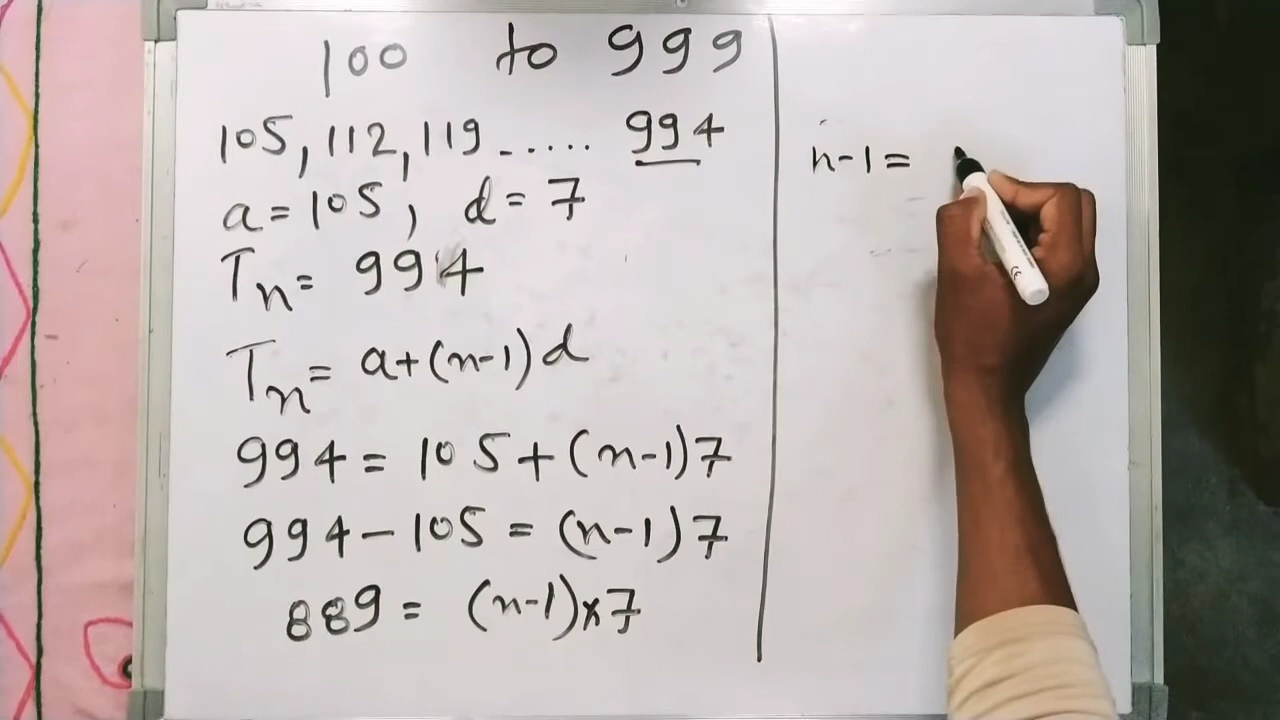 100 to 999
105, 112, 119 ----- 994
a = 105, d = 7
Tn = 994
Tn = a+(n-1)d
994 = 105+(n-1)7
994-105 = (n-1)7
889 = (n-1)×7
n-1 =